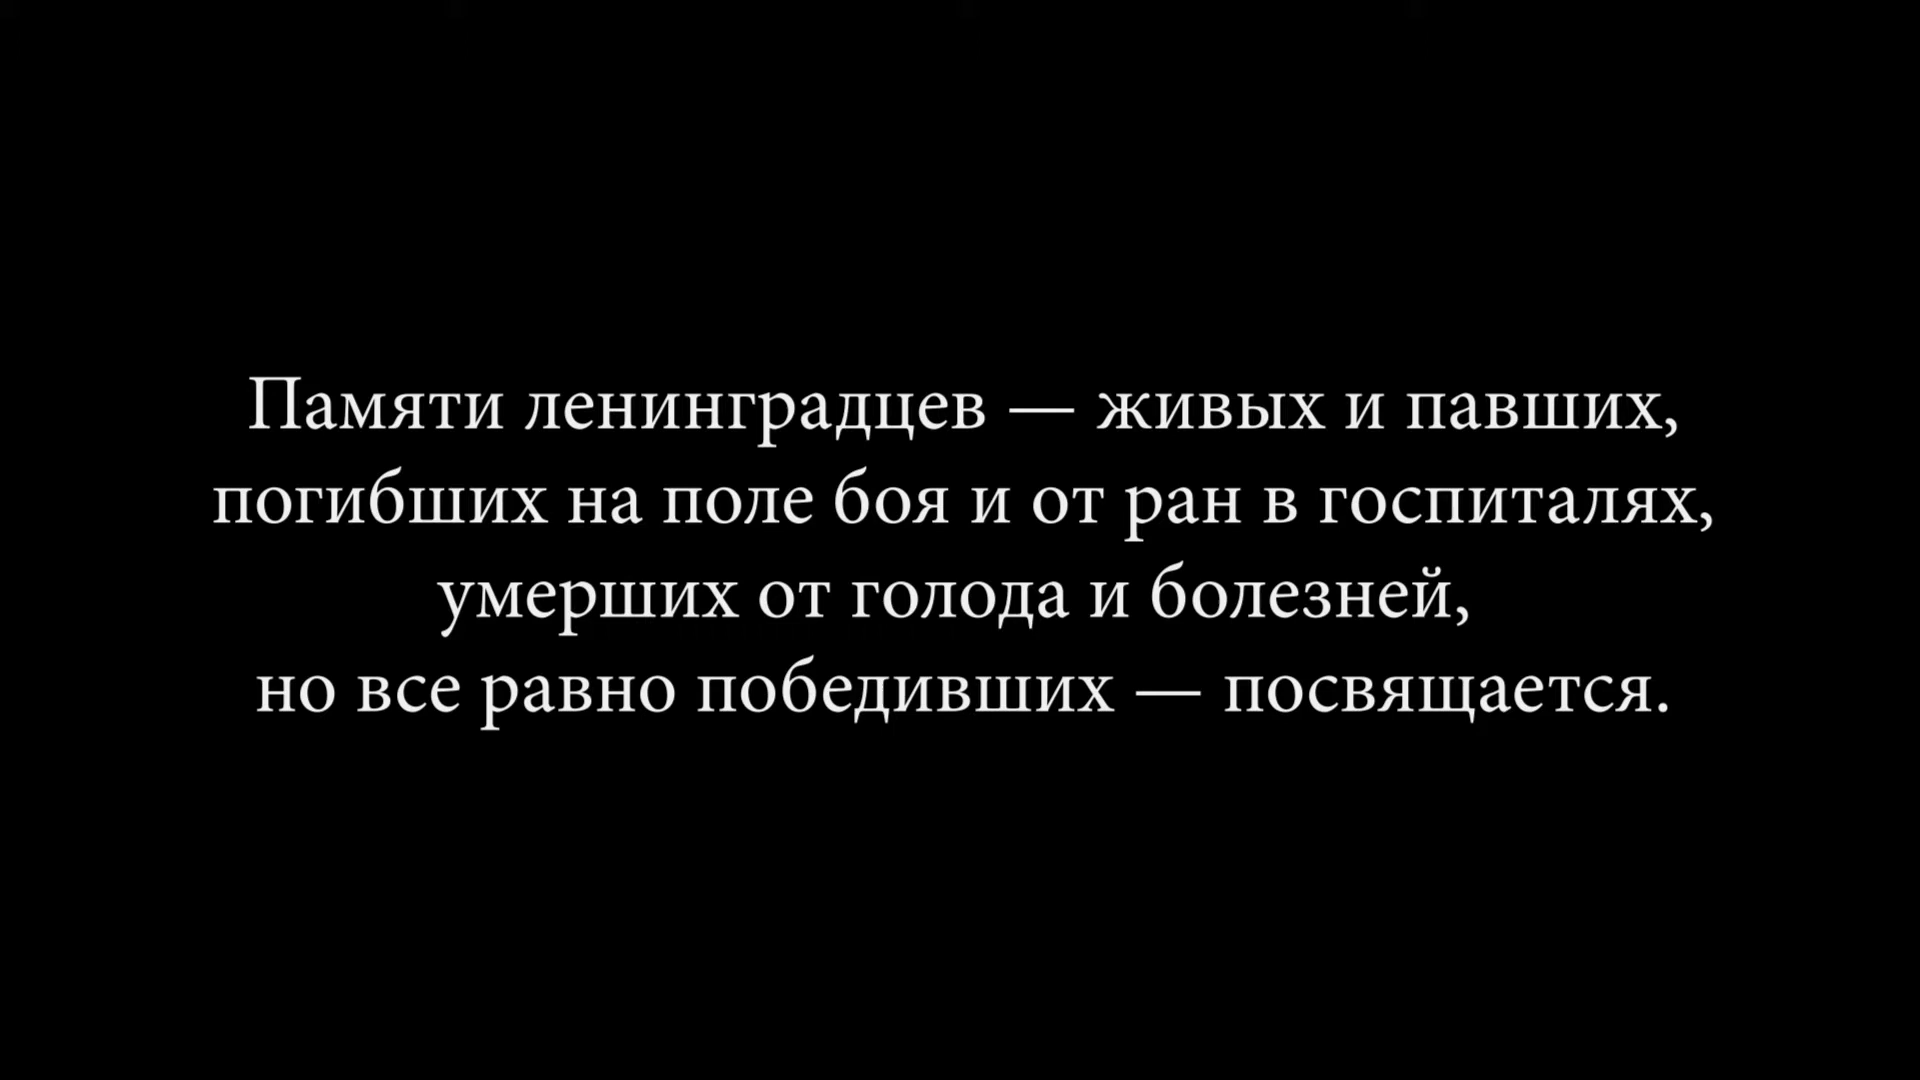 Памяти ленинградцев — живых и павших,
погибших на поле боя и от ран в госпиталях,
умерших от голода и болезней,
но все равно победивших — посвящается.